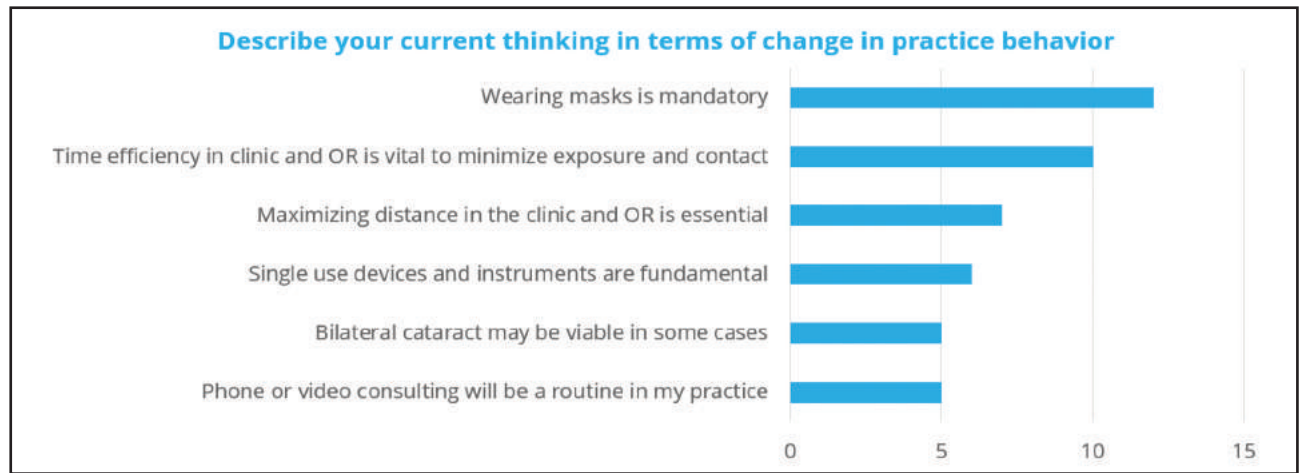 Describe your current thinking in terms of change in practice behavior
Wearing masks is mandatory
Time efficiency in clinic and OR is vital to minimize exposure and contact
Maximizing distance in the clinic and OR is essential
Single use devices and instruments are fundamental
Bilateral cataract may be viable in some cases
Phone or video consulting will be a routine in my practice
0 5 10 15